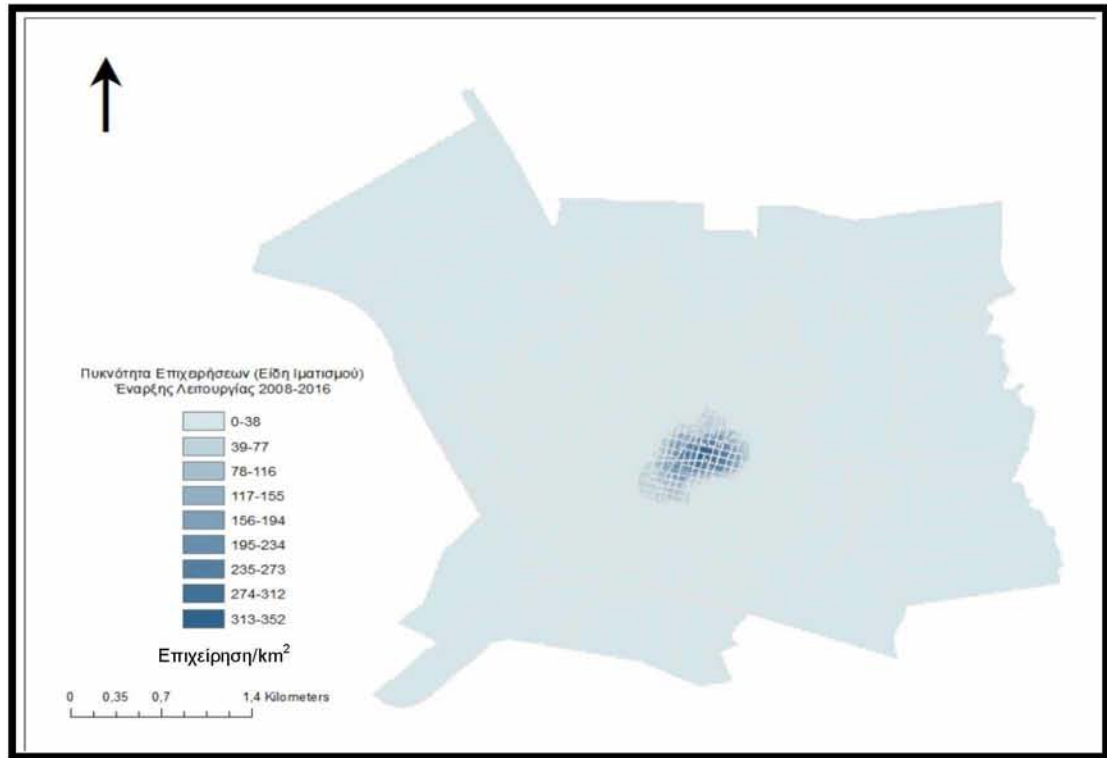 Πυκνότητα Επιχειρήσεων (Είδη Ιματισμού)
Έναρξης Λειτουργίας 2008-2016
0-38
39-77
78-116
117-155
156-194
195-234
235-273
274-312
313-352
Επιχείρηση/km²
0 0,35 0,7 1,4 Kilometers